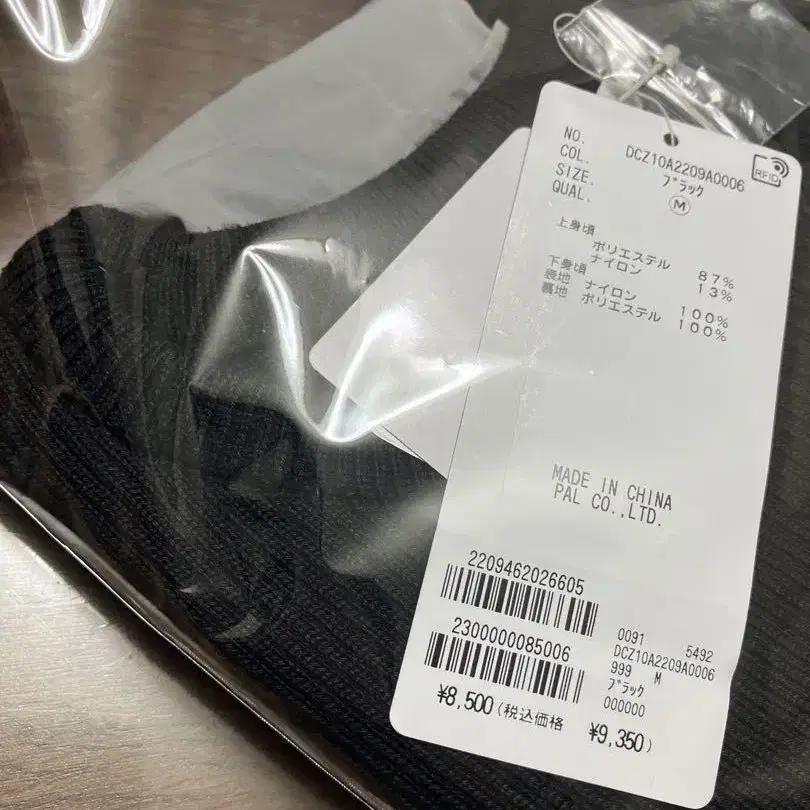 NO. DCZ10A2209A0006
COL. ブラック
SIZE. M
QUAL.
RFID
上身頃
ポリエステル 87%
ナイロン 13%
下身頃
表地 ナイロン 100%
裏地 ポリエステル 100%
MADE IN CHINA
PAL CO.,LTD.
2209462026605
2300000085006
0091 5492
DCZ10A2209A0006
999 M
ブラック
000000
¥8,500(税込価格 ¥9,350)